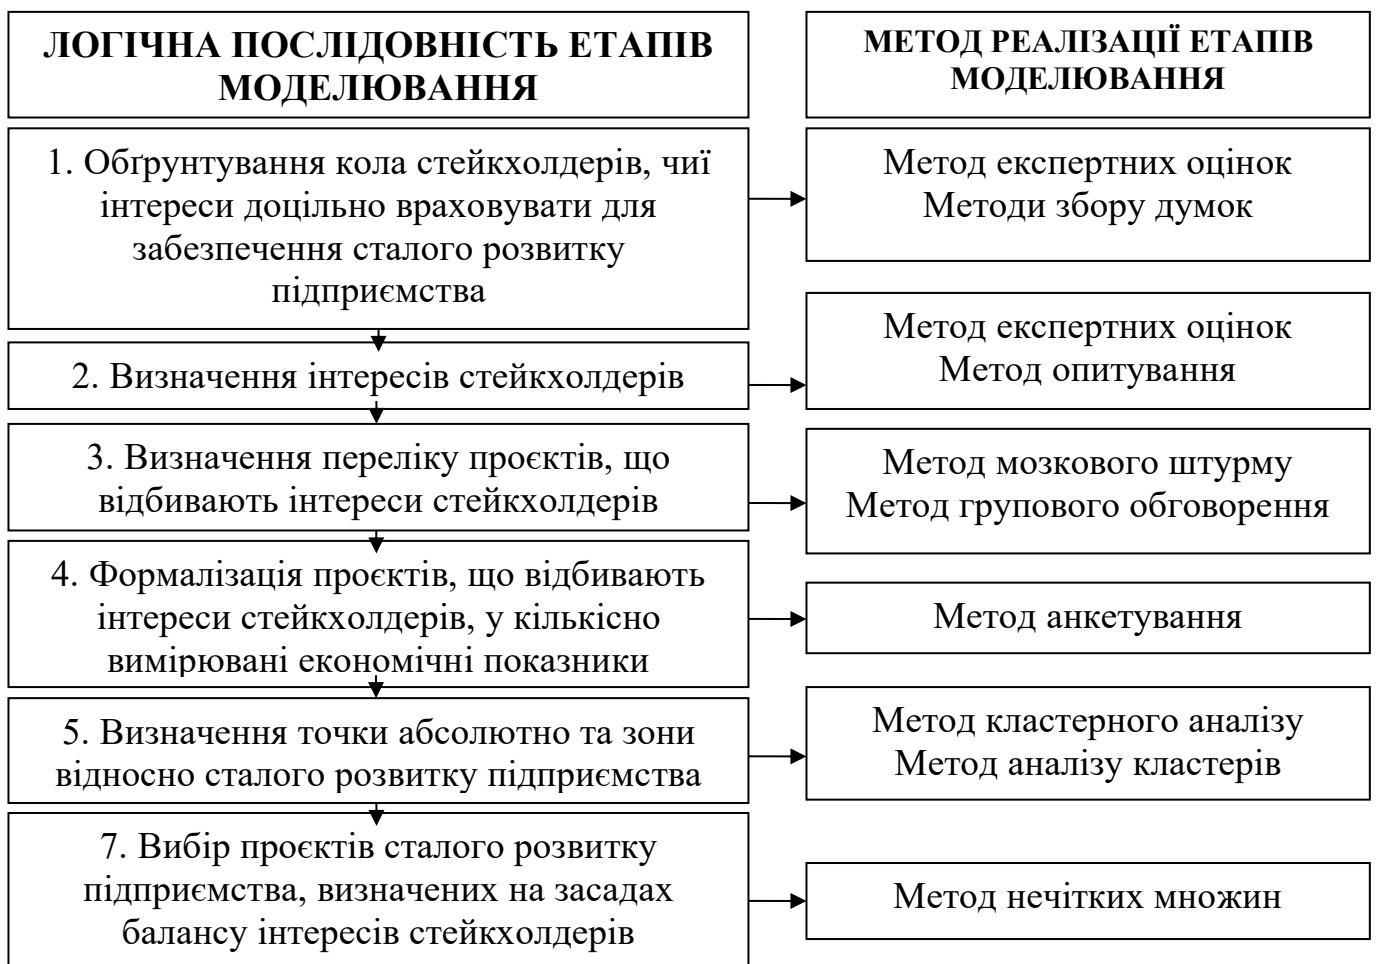 ЛОГІЧНА ПОСЛІДОВНІСТЬ ЕТАПІВ
МОДЕЛЮВАННЯ
МЕТОД РЕАЛІЗАЦІЇ ЕТАПІВ
МОДЕЛЮВАННЯ
1. Обґрунтування кола стейкхолдерів, чиї
інтереси доцільно враховувати для
забезпечення сталого розвитку
підприємства
Метод експертних оцінок
Методи збору думок
2. Визначення інтересів стейкхолдерів
Метод експертних оцінок
Метод опитування
3. Визначення переліку проєктів, що
відбивають інтереси стейкхолдерів
Метод мозкового штурму
Метод групового обговорення
4. Формалізація проєктів, що відбивають
інтереси стейкхолдерів, у кількісно
вимірювані економічні показники
Метод анкетування
5. Визначення точки абсолютно та зони
відносно сталого розвитку підприємства
Метод кластерного аналізу
Метод аналізу кластерів
7. Вибір проєктів сталого розвитку
підприємства, визначених на засадах
балансу інтересів стейкхолдерів
Метод нечітких множин